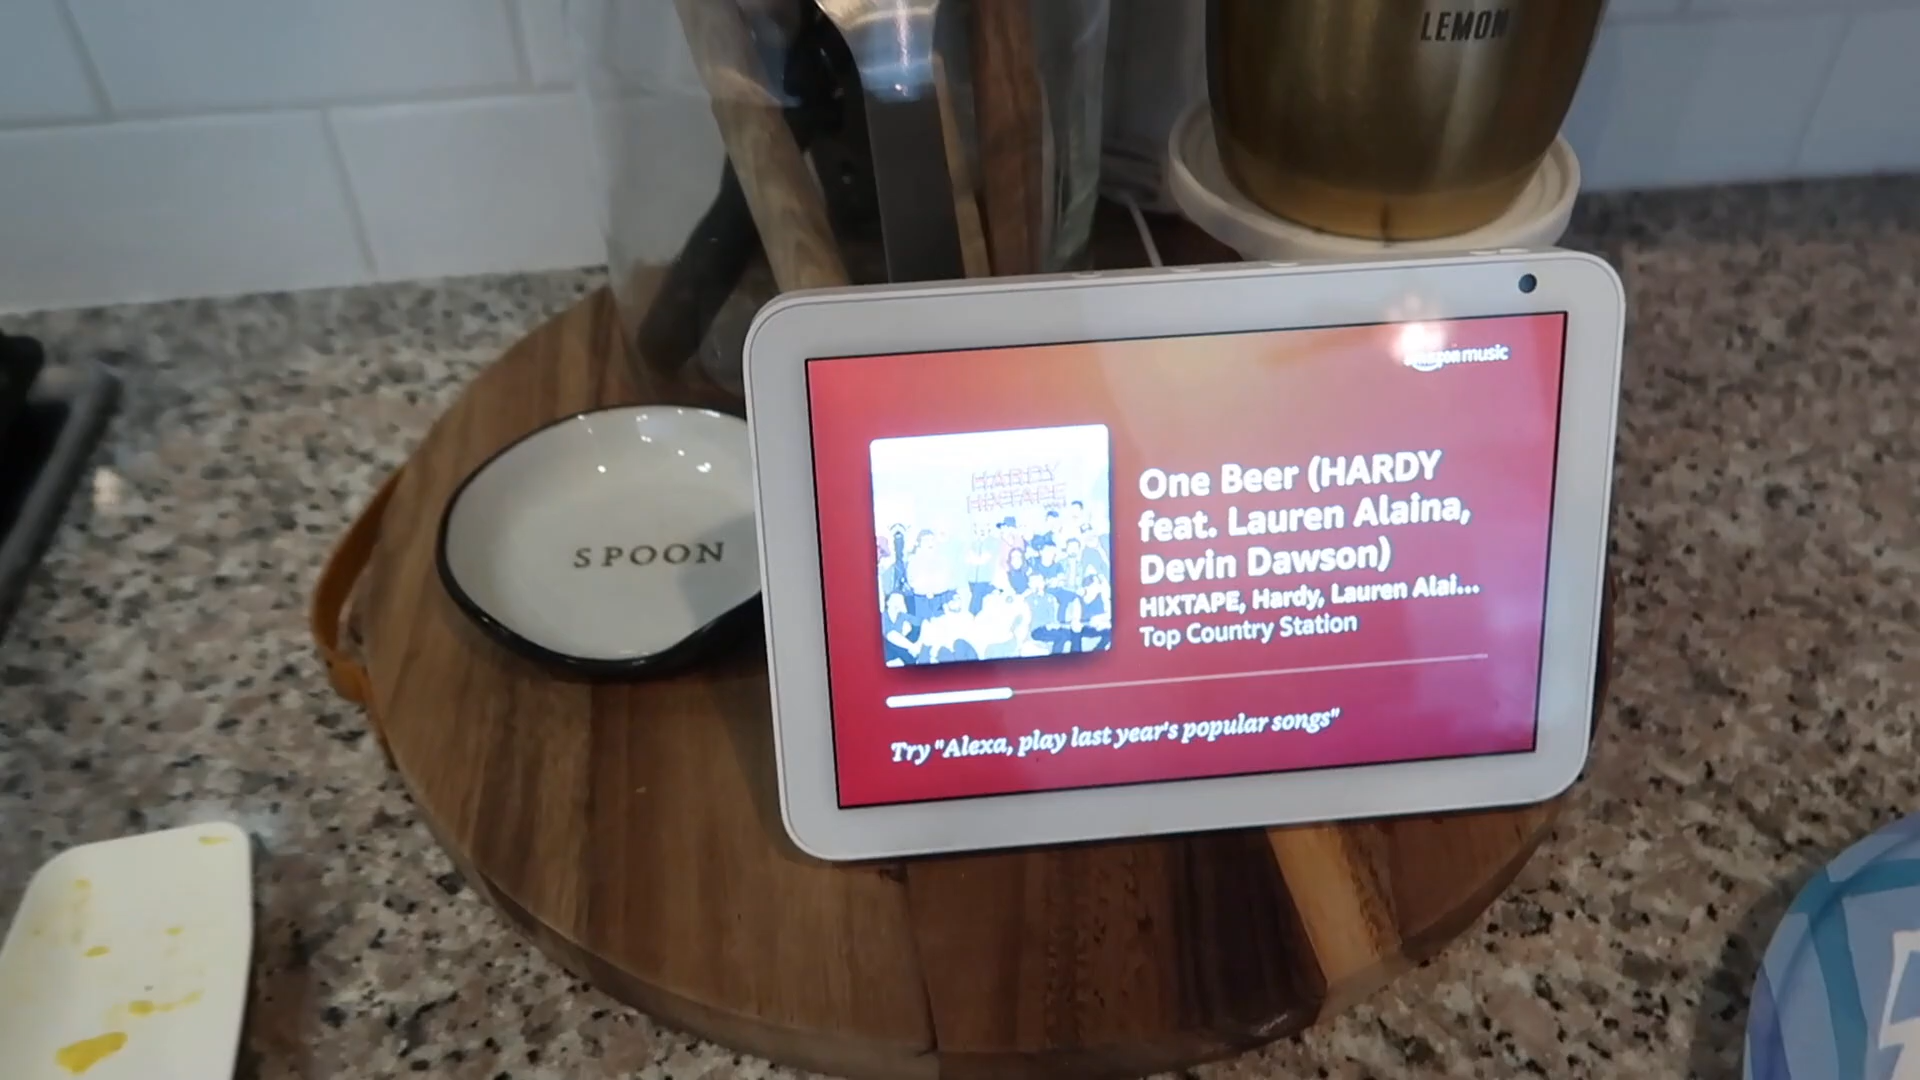 LEMON
amazon music
HARDY
HIXTAPE
SPOON
One Beer (HARDY
feat. Lauren Alaina,
Devin Dawson)
HIXTAPE, Hardy, Lauren Alai...
Top Country Station
Try "Alexa, play last year's popular songs"